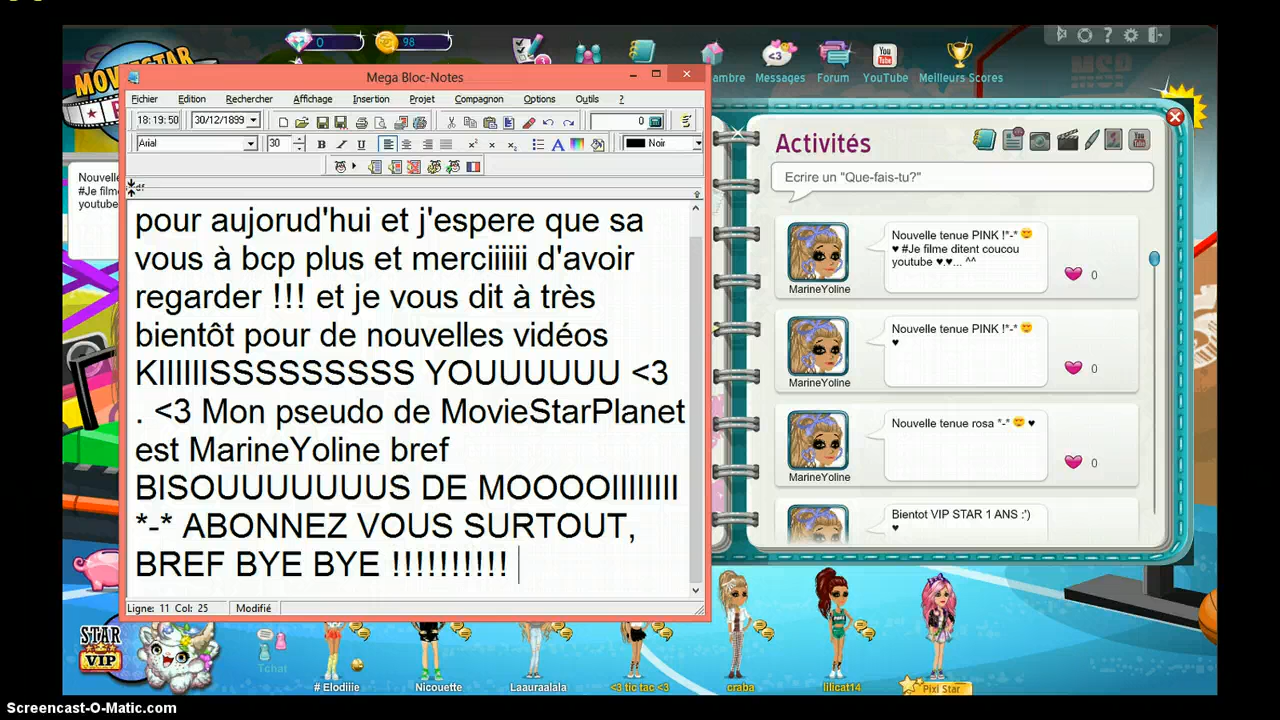 0
98
ambre
Messages
Forum
YouTube
Meilleurs Scores
Mega Bloc-Notes
Fichier Edition Rechercher Affichage Insertion Projet Compagnon Options Outils ?
18:19:50 30/12/1899 0
Arial 30 Noir
Nouvelle
#Je filme
youtube
pour aujorud'hui et j'espere que sa
vous à bcp plus et merciiiiii d'avoir
regarder !!! et je vous dit à très
bientôt pour de nouvelles vidéos
KIIIIIISSSSSSSSS YOUUUUUU <3
. <3 Mon pseudo de MovieStarPlanet
est MarineYoline bref
BISOUUUUUUUS DE MOOOOIIIIIIII
*-* ABONNEZ VOUS SURTOUT,
BREF BYE BYE !!!!!!!!!!
Ligne: 11 Col: 25 Modifié
Activités
Ecrire un "Que-fais-tu?"
Nouvelle tenue PINK !*-*
♥ #Je filme ditent coucou
youtube ♥.♥... ^^
MarineYoline
0
Nouvelle tenue PINK !*-*
♥
MarineYoline
0
Nouvelle tenue rosa *-* ♥
MarineYoline
0
Bientot VIP STAR 1 ANS :')
♥
STAR
VIP
Tchat
# Elodiiie
Nicouette
Laauraalala
<3 tic tac <3
craba
lilicat14
Pixi Star
Screencast-O-Matic.com